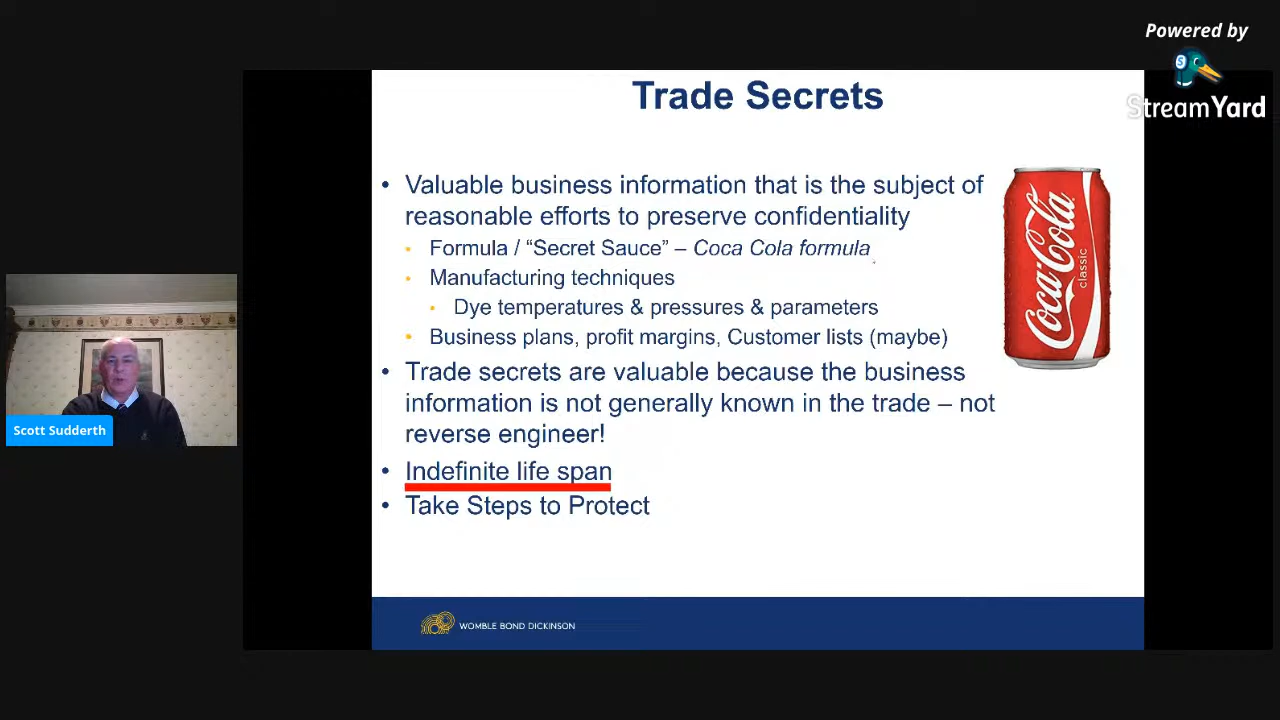 Powered by
StreamYard
Trade Secrets
• Valuable business information that is the subject of
reasonable efforts to preserve confidentiality
• Formula / “Secret Sauce” – Coca Cola formula
• Manufacturing techniques
• Dye temperatures & pressures & parameters
• Business plans, profit margins, Customer lists (maybe)
• Trade secrets are valuable because the business
information is not generally known in the trade – not
reverse engineer!
• Indefinite life span
• Take Steps to Protect
Coca-Cola
classic
Scott Sudderth
WOMBLE BOND DICKINSON